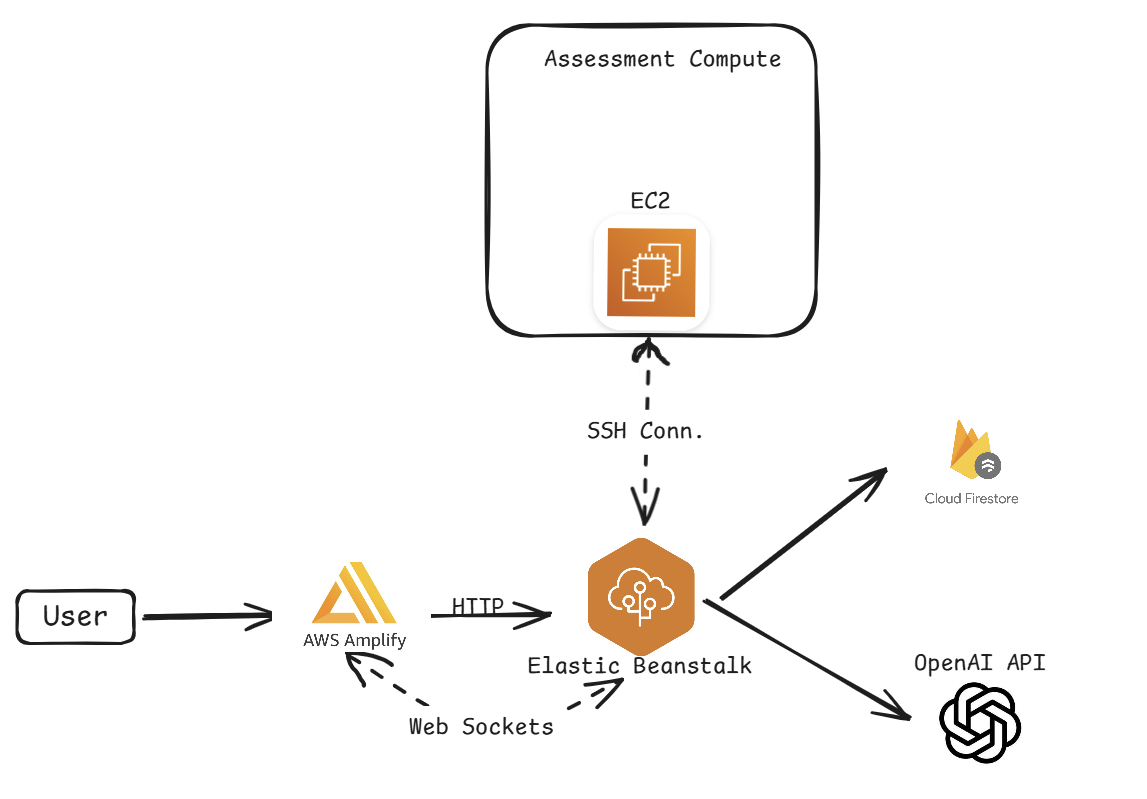 Assessment Compute
EC2
SSH Conn.
Cloud Firestore
User
HTTP
AWS Amplify
Elastic Beanstalk
OpenAI API
Web Sockets